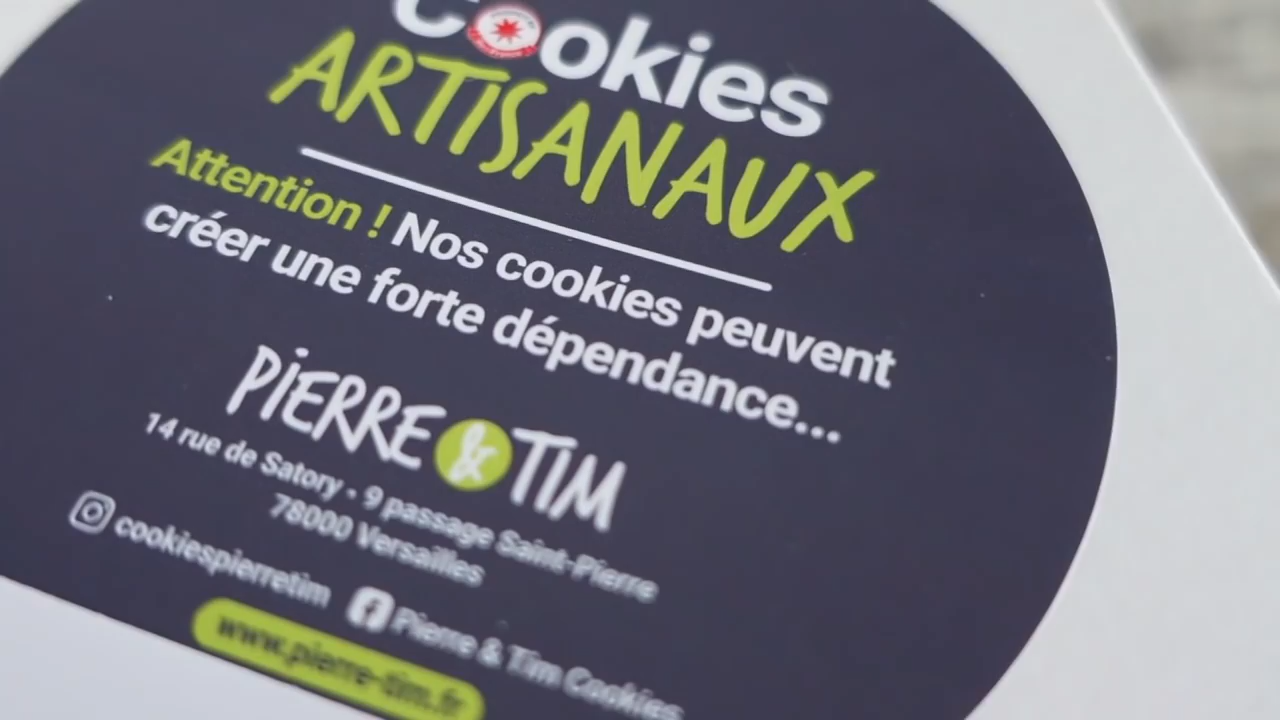 Cookies
ARTISANAUX
Attention ! Nos cookies peuvent
créer une forte dépendance...
PIERRE & TIM
14 rue de Satory - 9 passage Saint-Pierre
78000 Versailles
cookiespierretim Pierre & Tim Cookies
www.pierre-tim.fr